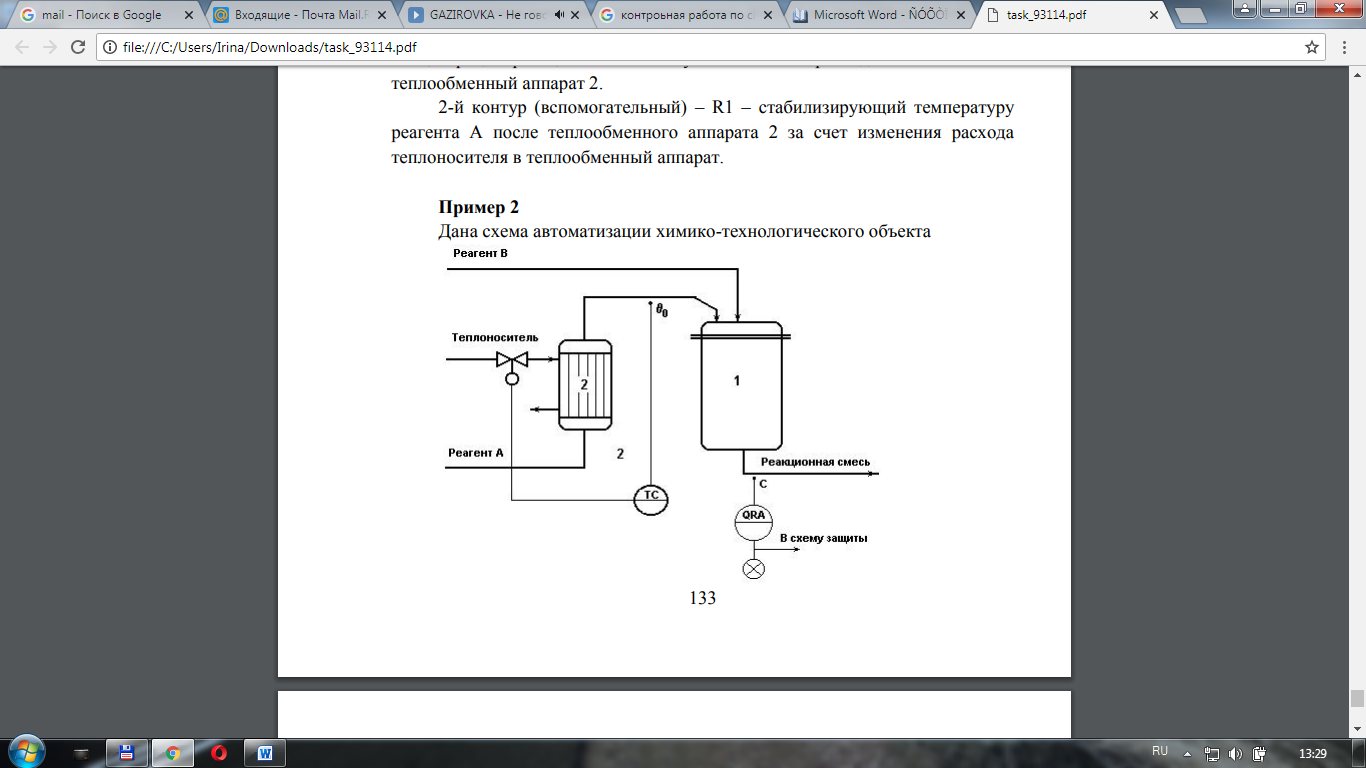 mail - Поиск в Google
Входящие - Почта Mail.R
GAZIROVKA - Не гово
контроьная работа по с
Microsoft Word - ÑÓÕÒÌ
task_93114.pdf
file:///C:/Users/Irina/Downloads/task_93114.pdf
теплообменный аппарат 2.
2-й контур (вспомогательный) – R1 – стабилизирующий температуру
реагента А после теплообменного аппарата 2 за счет изменения расхода
теплоносителя в теплообменный аппарат.
Пример 2
Дана схема автоматизации химико-технологического объекта
Реагент В
θ0
Теплоноситель
2
1
Реагент А
2
Реакционная смесь
TC
C
QRA
В схему защиты
133
RU
13:29